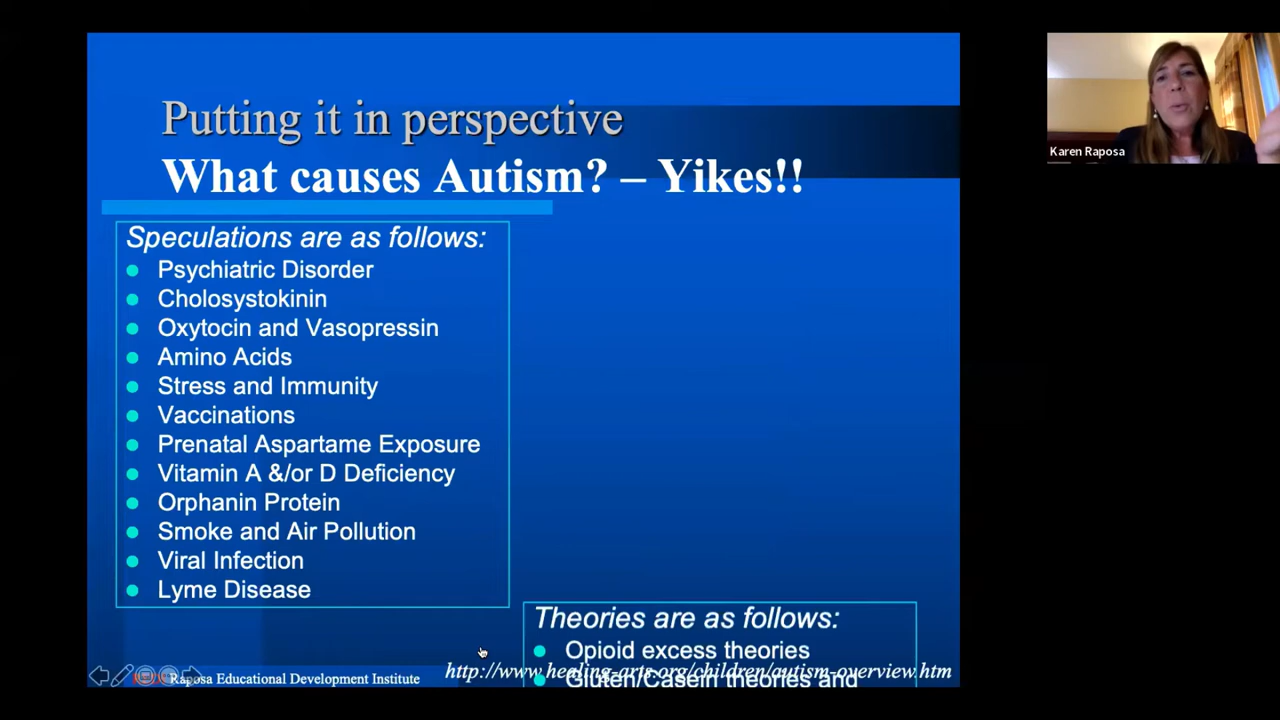 Putting it in perspective
What causes Autism? – Yikes!!
Speculations are as follows:
Psychiatric Disorder
Cholosystokinin
Oxytocin and Vasopressin
Amino Acids
Stress and Immunity
Vaccinations
Prenatal Aspartame Exposure
Vitamin A &/or D Deficiency
Orphanin Protein
Smoke and Air Pollution
Viral Infection
Lyme Disease
Theories are as follows:
Opioid excess theories
Gluten/Casein theories and
http://www.healing-arts.org/children/autism-overview.htm
Raposa Educational Development Institute
Karen Raposa